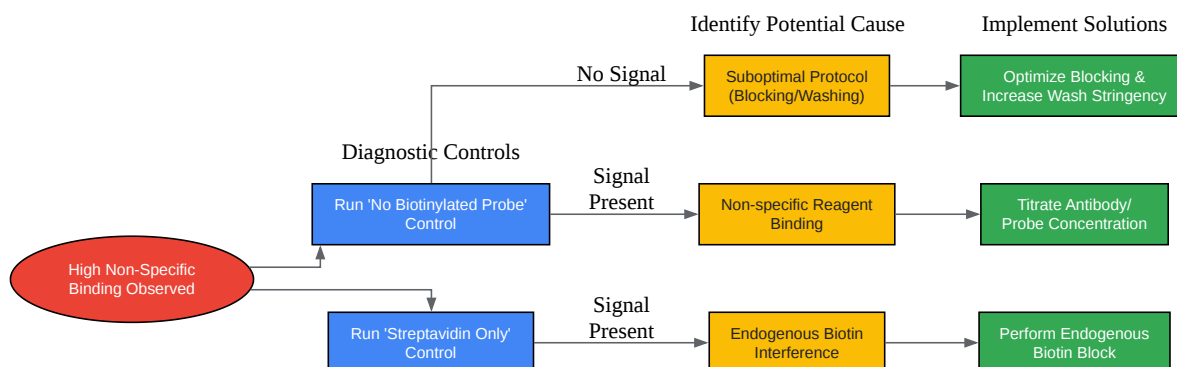 Identify Potential Cause
Implement Solutions
No Signal
Suboptimal Protocol
(Blocking/Washing)
Optimize Blocking &
Increase Wash Stringency
Diagnostic Controls
Run 'No Biotinylated Probe'
Control
Signal
Present
Non-specific Reagent
Binding
Titrate Antibody/
Probe Concentration
High Non-Specific
Binding Observed
Run 'Streptavidin Only'
Control
Signal
Present
Endogenous Biotin
Interference
Perform Endogenous
Biotin Block